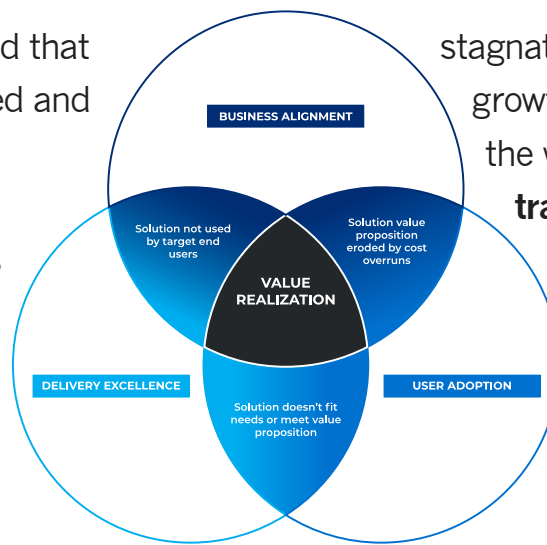 d that
ed and
stagnat
growt
the
tra
BUSINESS ALIGNMENT
Solution not used
by target end
users
Solution value
proposition
eroded by cost
overruns
VALUE
REALIZATION
DELIVERY EXCELLENCE
USER ADOPTION
Solution doesn't fit
needs or meet value
proposition